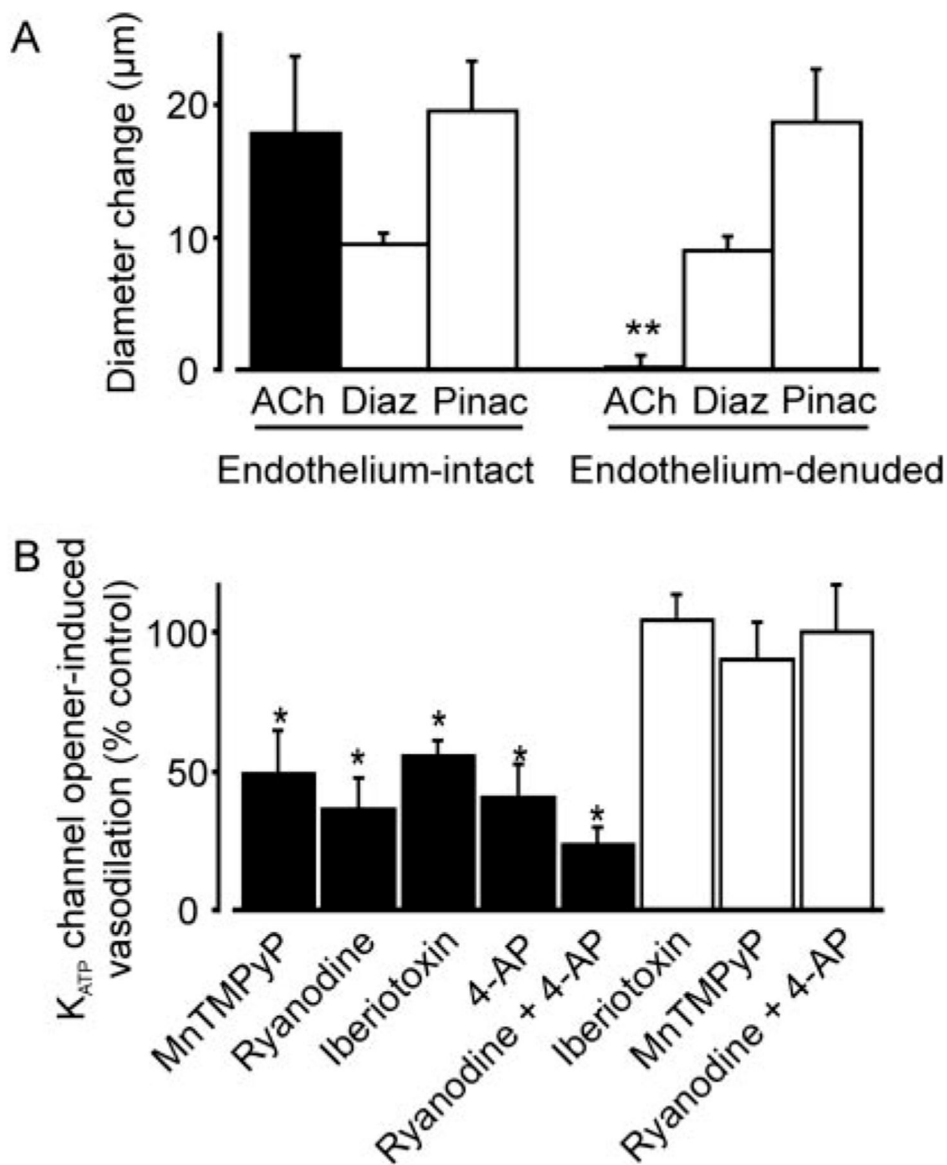 A
Diameter change (µm)
20
10
0
**
ACh Diaz Pinac
ACh Diaz Pinac
Endothelium-intact
Endothelium-denuded
B
K_ATP channel opener-induced
vasodilation (% control)
100
50
0
*
*
*
*
*
MnTMPyP
Ryanodine
Iberiotoxin
4-AP
Ryanodine + 4-AP
Iberiotoxin
MnTMPyP
Ryanodine + 4-AP